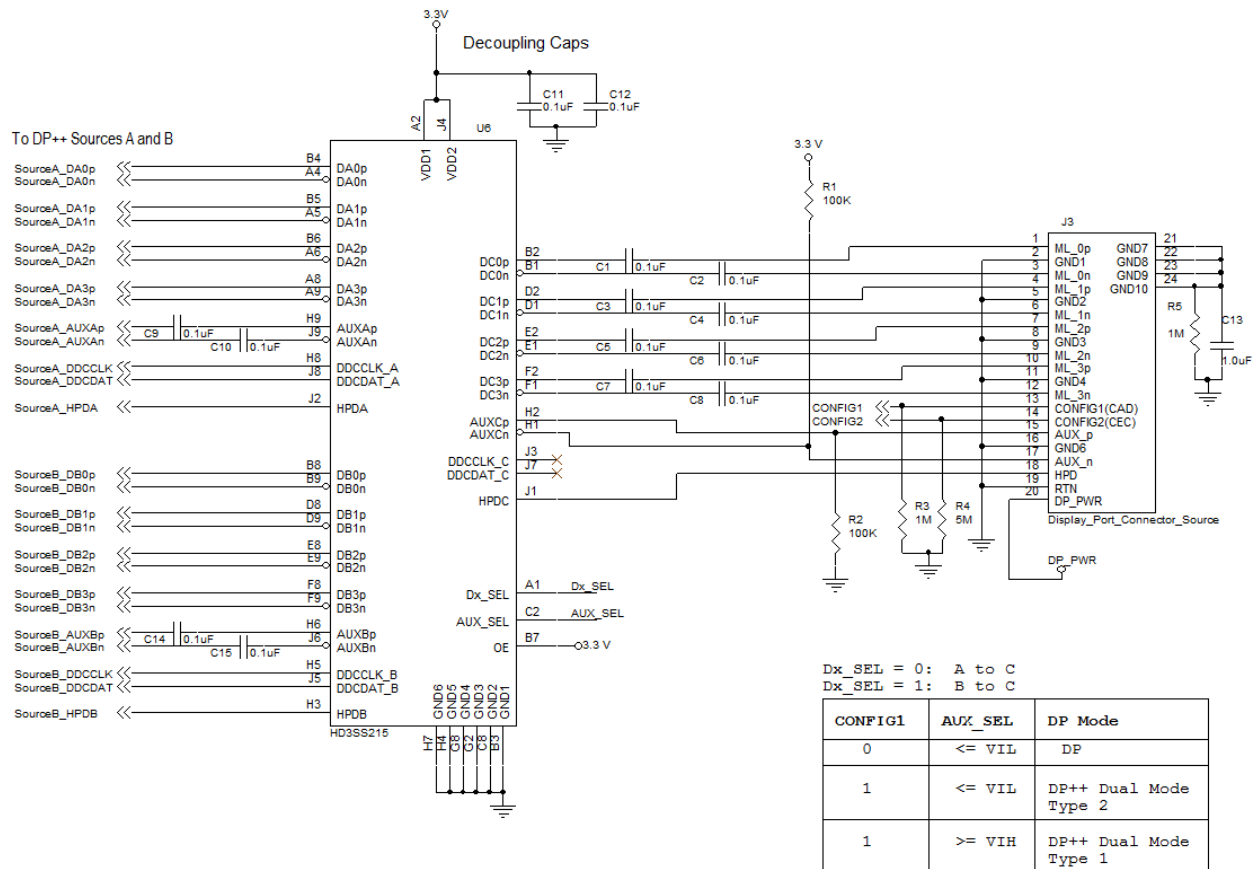 3.3V
Decoupling Caps
C11
0.1uF
C12
0.1uF
A2
J4
U6
VDD1
VDD2
To DP++ Sources A and B
SourceA_DA0p
SourceA_DA0n
B4
A4
DA0p
DA0n
SourceA_DA1p
SourceA_DA1n
B5
A5
DA1p
DA1n
SourceA_DA2p
SourceA_DA2n
B6
A6
DA2p
DA2n
SourceA_DA3p
SourceA_DA3n
A8
A9
DA3p
DA3n
SourceA_AUXAp
SourceA_AUXAn
C9
0.1uF
C10
0.1uF
H9
J9
AUXAp
AUXAn
SourceA_DDCCLK
SourceA_DDCDAT
H8
J8
DDCCLK_A
DDCDAT_A
SourceA_HPDA
J2
HPDA
SourceB_DB0p
SourceB_DB0n
B8
B9
DB0p
DB0n
SourceB_DB1p
SourceB_DB1n
D8
D9
DB1p
DB1n
SourceB_DB2p
SourceB_DB2n
E8
E9
DB2p
DB2n
SourceB_DB3p
SourceB_DB3n
F8
F9
DB3p
DB3n
SourceB_AUXBp
SourceB_AUXBn
C14
0.1uF
C15
0.1uF
H6
J6
AUXBp
AUXBn
SourceB_DDCCLK
SourceB_DDCDAT
H5
J5
DDCCLK_B
DDCDAT_B
SourceB_HPDB
H3
HPDB
HD3SS215
GND6
GND5
GND4
GND3
GND2
GND1
H7
H4
G8
G2
C8
B3
DC0p
DC0n
B2
B1
C1
0.1uF
C2
0.1uF
DC1p
DC1n
D2
D1
C3
0.1uF
C4
0.1uF
DC2p
DC2n
E2
E1
C5
0.1uF
C6
0.1uF
DC3p
DC3n
F2
F1
C7
0.1uF
C8
0.1uF
AUXCp
AUXCn
H2
H1
DDCCLK_C
DDCDAT_C
J3
J7
HPDC
J1
Dx_SEL
A1
Dx_SEL
AUX_SEL
C2
AUX_SEL
OE
B7
3.3 V
3.3 V
R1
100K
R2
100K
CONFIG1
CONFIG2
R3
1M
R4
5M
J3
1
ML_0p
2
GND1
3
ML_0n
4
ML_1p
5
GND2
6
ML_1n
7
ML_2p
8
GND3
9
ML_2n
10
ML_3p
11
GND4
12
ML_3n
13
CONFIG1(CAD)
14
CONFIG2(CEC)
15
AUX_p
16
GND6
17
AUX_n
18
HPD
19
RTN
20
DP_PWR
GND7
21
GND8
22
GND9
23
GND10
24
Display_Port_Connector_Source
R5
1M
C13
1.0uF
DP_PWR
Dx_SEL = 0: A to C
Dx_SEL = 1: B to C
CONFIG1 AUX_SEL DP Mode
0 <= VIL DP
1 <= VIL DP++ Dual Mode
Type 2
1 >= VIH DP++ Dual Mode
Type 1